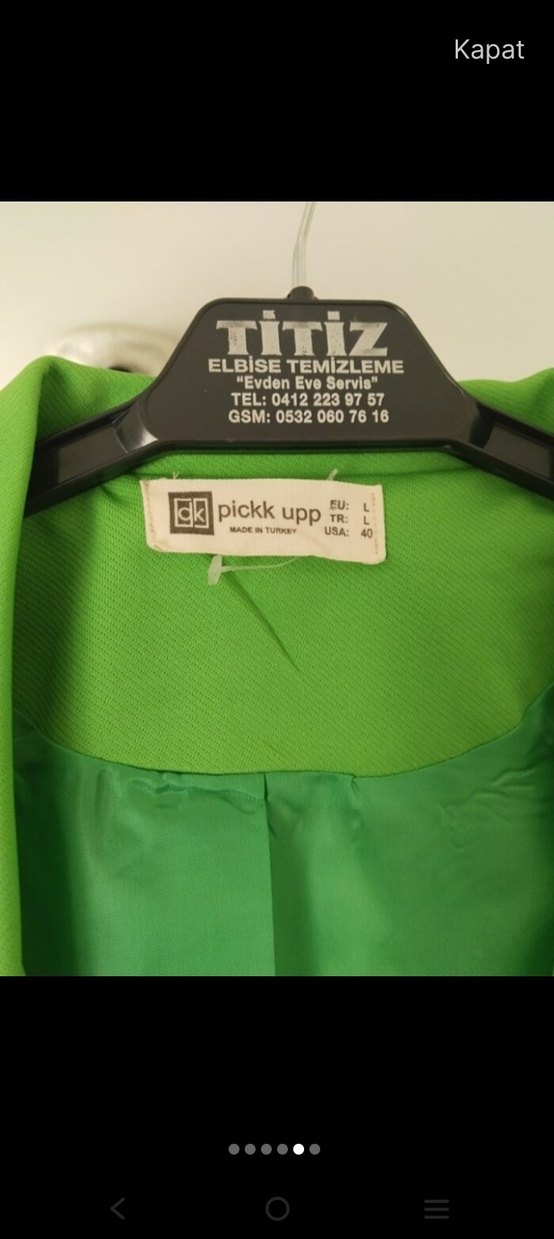 Kapat
TİTİZ
ELBİSE TEMİZLEME
“Evden Eve Servis”
TEL: 0412 223 97 57
GSM: 0532 060 76 16
dk pickk upp
MADE IN TURKEY
EU: L
TR: L
USA: 40